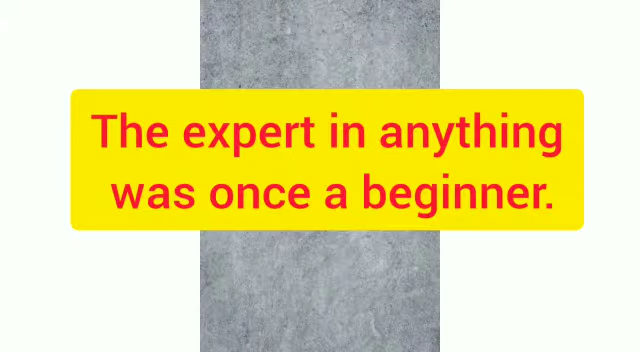 The expert in anything
was once a beginner.